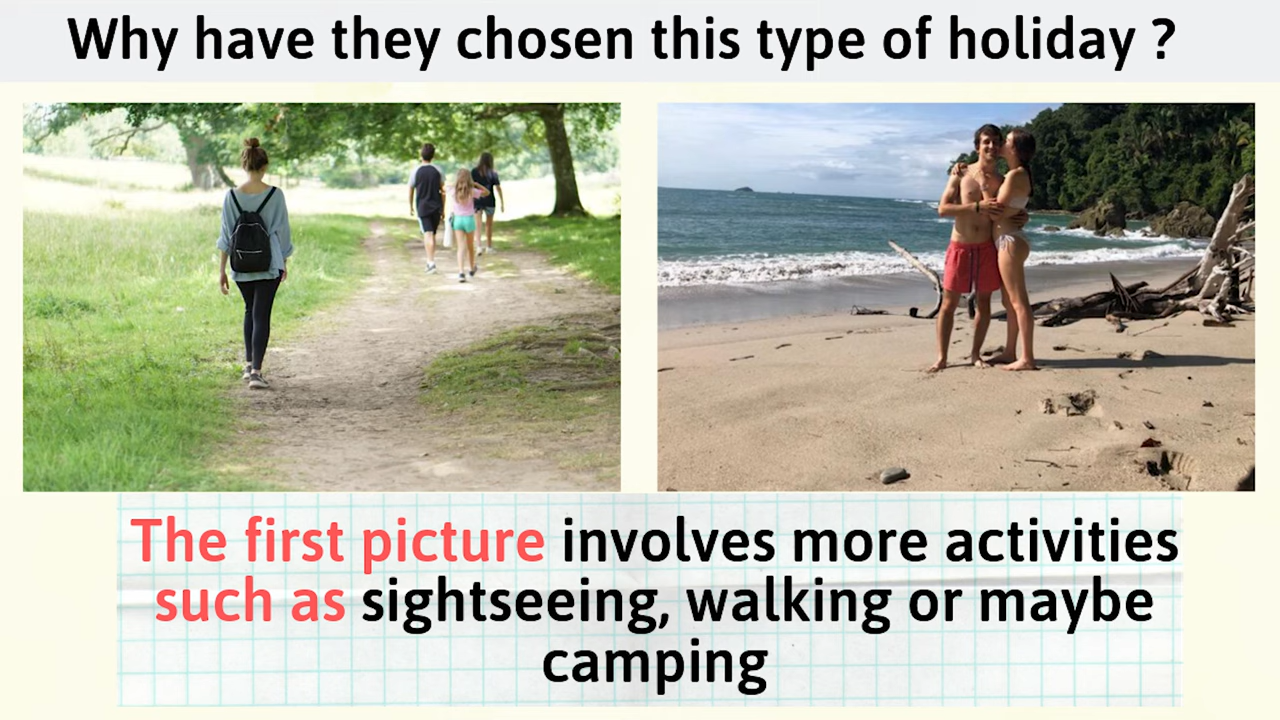 Why have they chosen this type of holiday ?
The first picture involves more activities
such as sightseeing, walking or maybe
camping